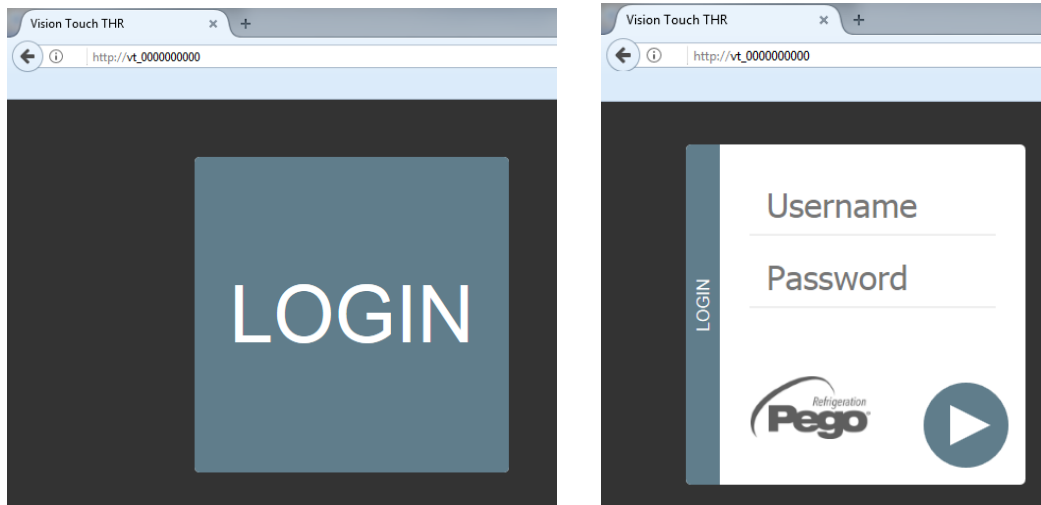 Vision Touch THR
http://vt_0000000000
LOGIN
Vision Touch THR
http://vt_0000000000
LOGIN
Username
Password
Refrigeration
Pego